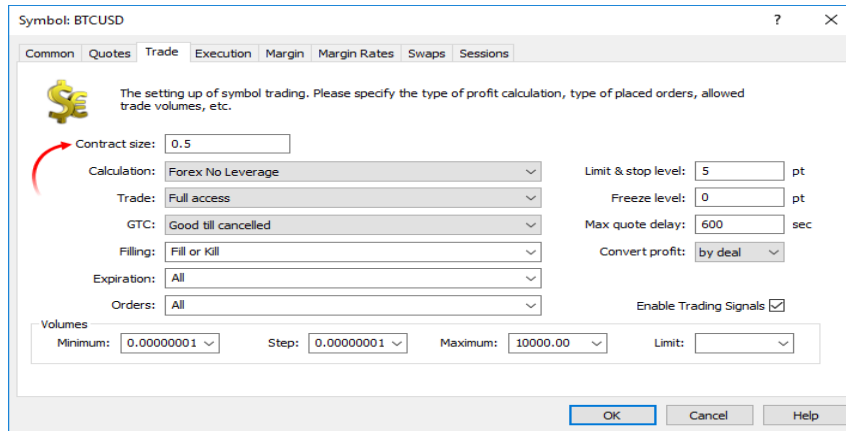 Symbol: BTCUSD ? ×
Common Quotes Trade Execution Margin Margin Rates Swaps Sessions
The setting up of symbol trading. Please specify the type of profit calculation, type of placed orders, allowed
trade volumes, etc.
Contract size: 0.5
Calculation: Forex No Leverage Limit & stop level: 5 pt
Trade: Full access Freeze level: 0 pt
GTC: Good till cancelled Max quote delay: 600 sec
Filling: Fill or Kill Convert profit: by deal
Expiration: All
Orders: All Enable Trading Signals
Volumes
Minimum: 0.00000001 Step: 0.00000001 Maximum: 10000.00 Limit:
OK Cancel Help